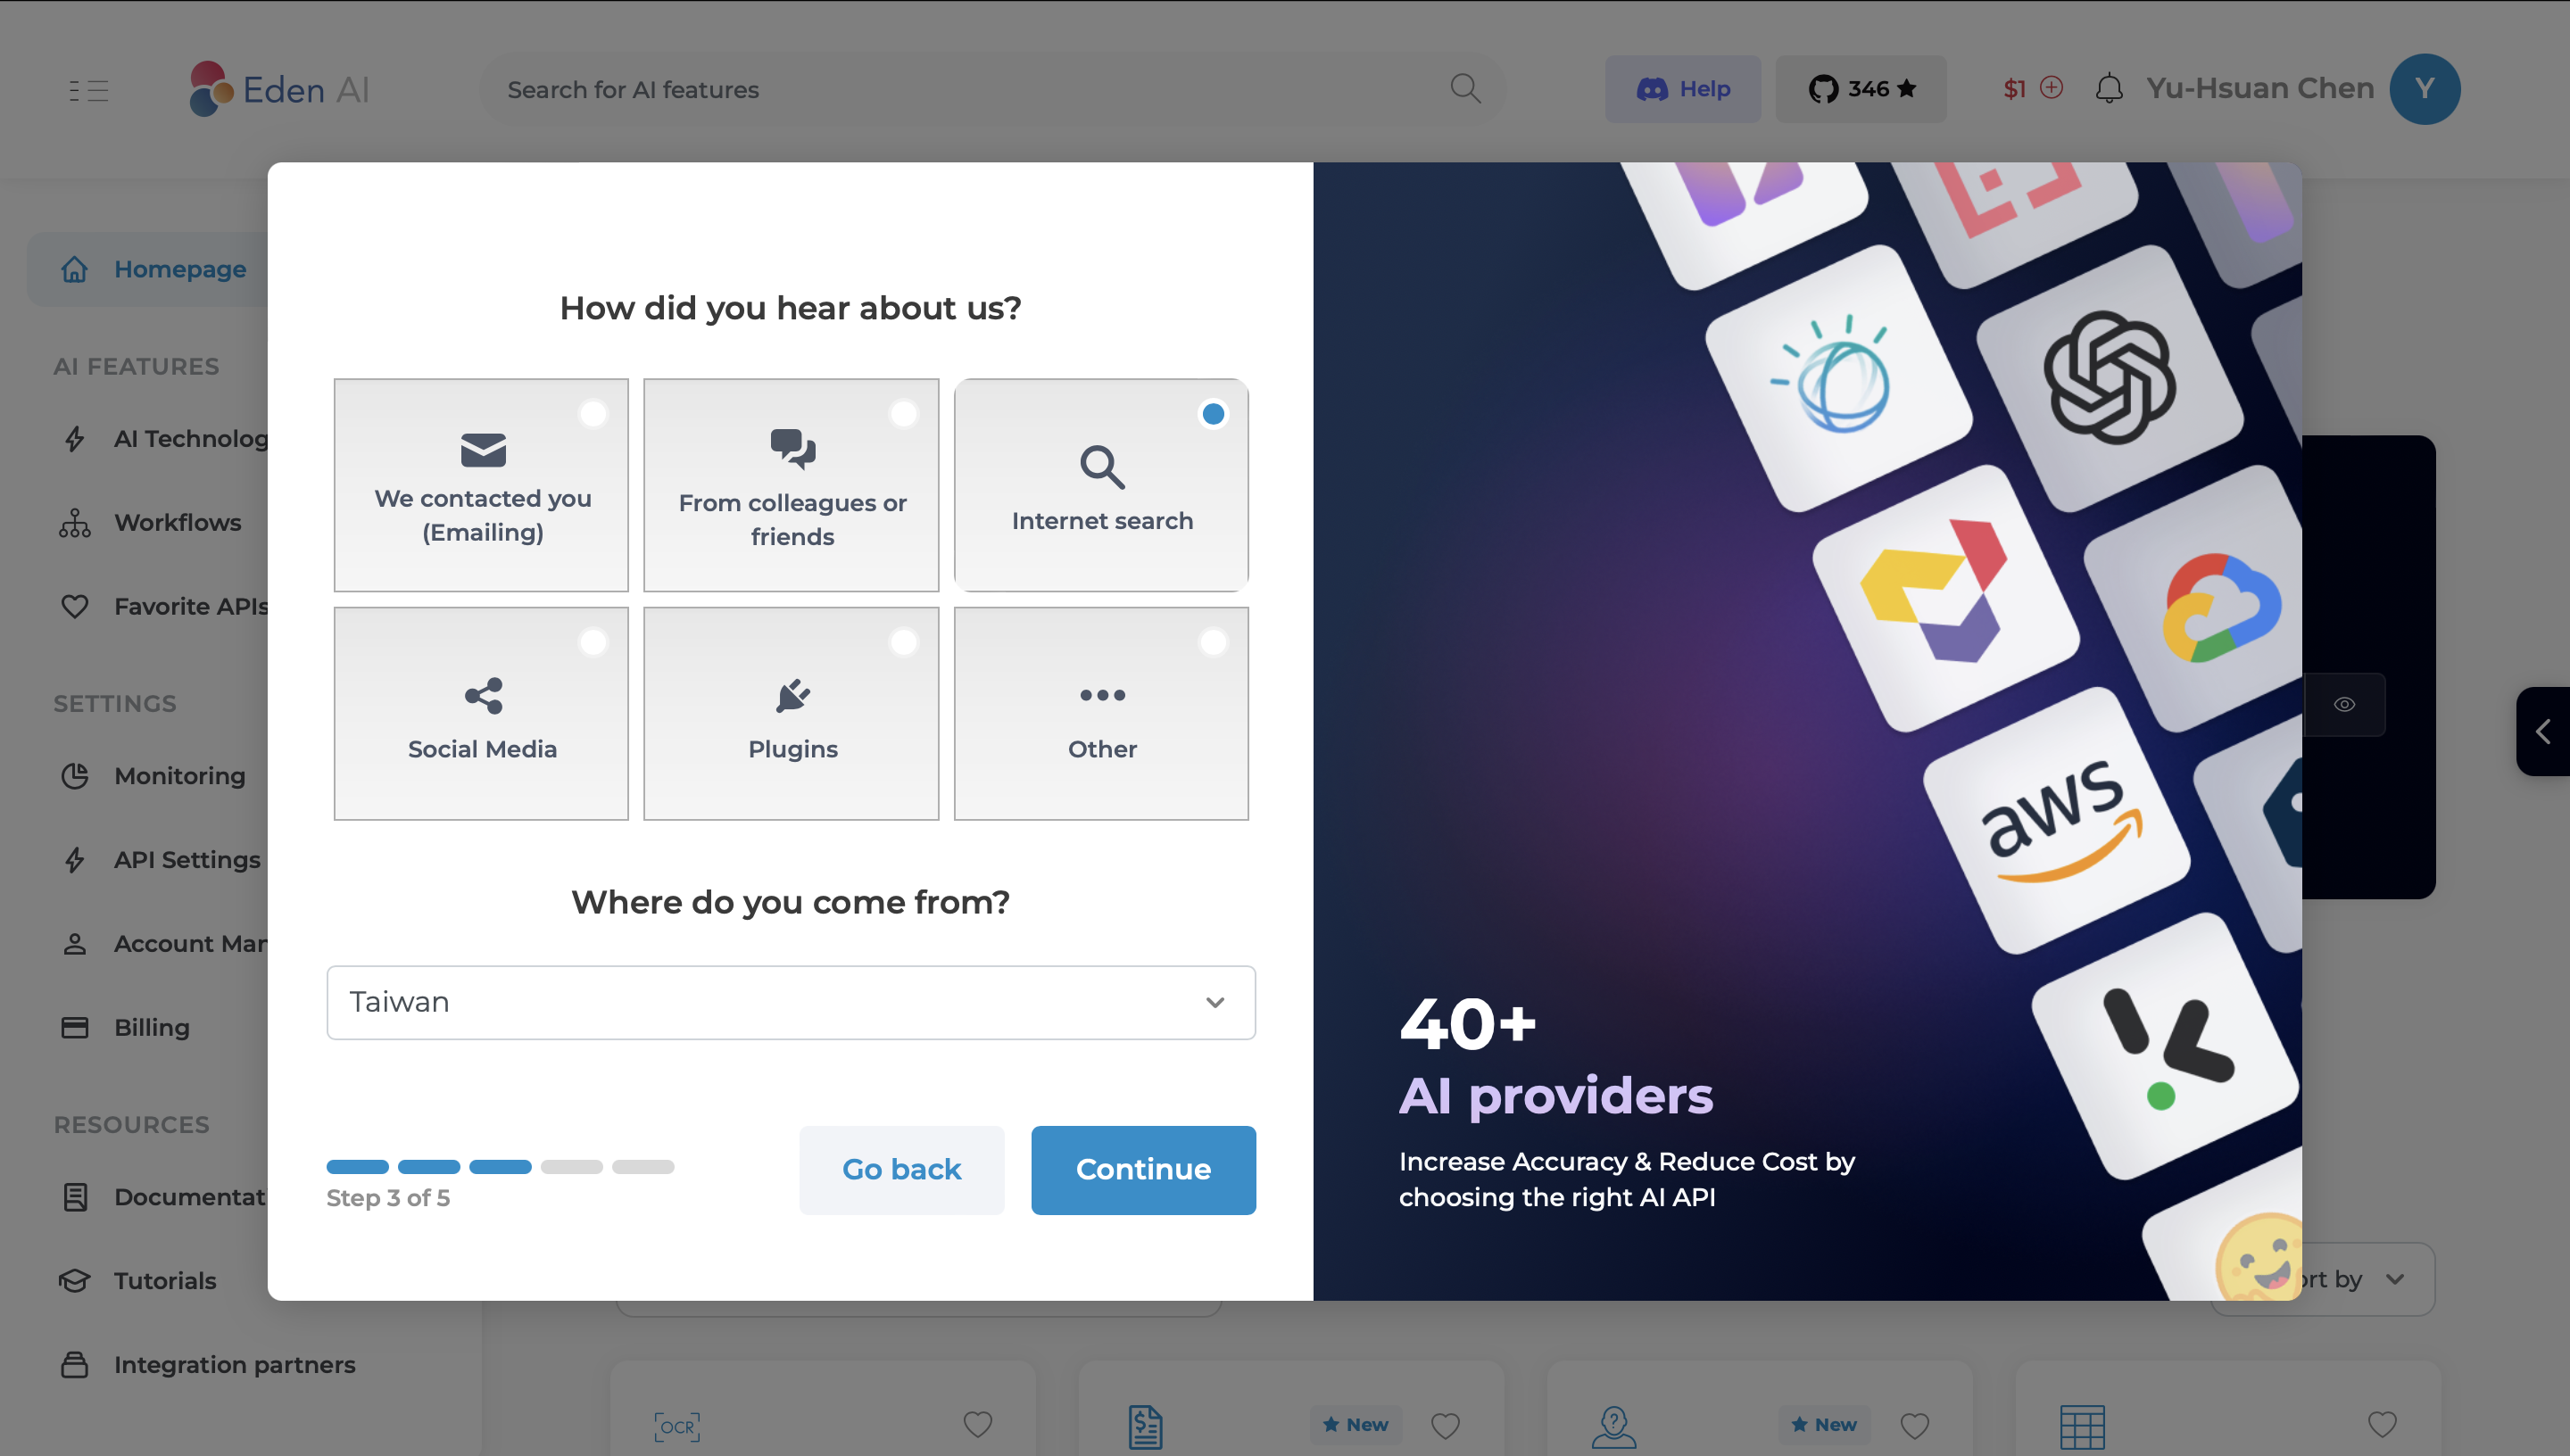 Eden AI
Search for AI features
Help
346
$1
Yu-Hsuan Chen
Y
Homepage
AI FEATURES
AI Technolog
Workflows
Favorite APIs
SETTINGS
Monitoring
API Settings
Account Man
Billing
RESOURCES
Documentati
Tutorials
Integration partners
How did you hear about us?
We contacted you
(Emailing)
From colleagues or
friends
Internet search
Social Media
Plugins
Other
Where do you come from?
Taiwan
Step 3 of 5
Go back
Continue
aws
40+
AI providers
Increase Accuracy & Reduce Cost by
choosing the right AI API
ort by
OCR
New
New